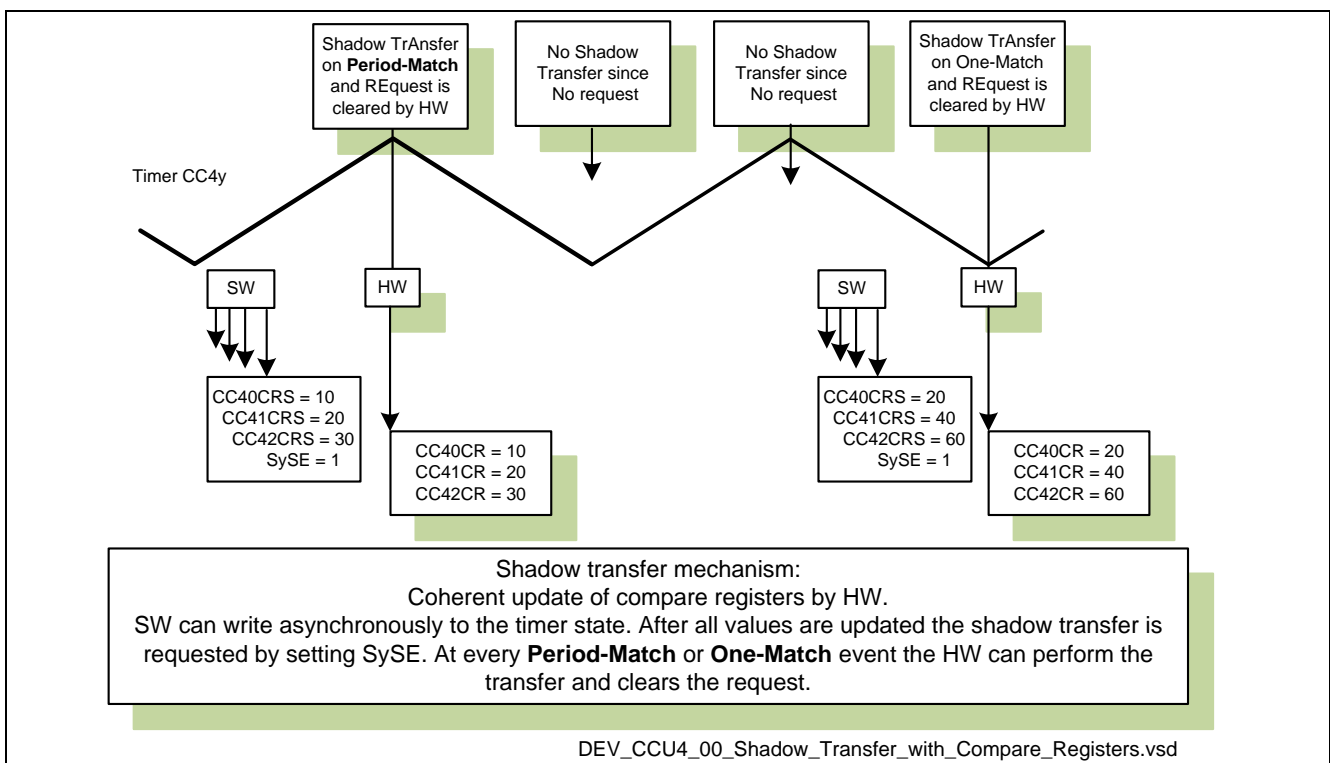 Shadow TrAnsfer
on Period-Match
and REquest is
cleared by HW
No Shadow
Transfer since
No request
No Shadow
Transfer since
No request
Shadow TrAnsfer
on One-Match
and REquest is
cleared by HW
Timer CC4y
SW
HW
SW
HW
CC40CRS = 10
CC41CRS = 20
CC42CRS = 30
SySE = 1
CC40CR = 10
CC41CR = 20
CC42CR = 30
CC40CRS = 20
CC41CRS = 40
CC42CRS = 60
SySE = 1
CC40CR = 20
CC41CR = 40
CC42CR = 60
Shadow transfer mechanism:
Coherent update of compare registers by HW.
SW can write asynchronously to the timer state. After all values are updated the shadow transfer is
requested by setting SySE. At every Period-Match or One-Match event the HW can perform the
transfer and clears the request.
DEV_CCU4_00_Shadow_Transfer_with_Compare_Registers.vsd